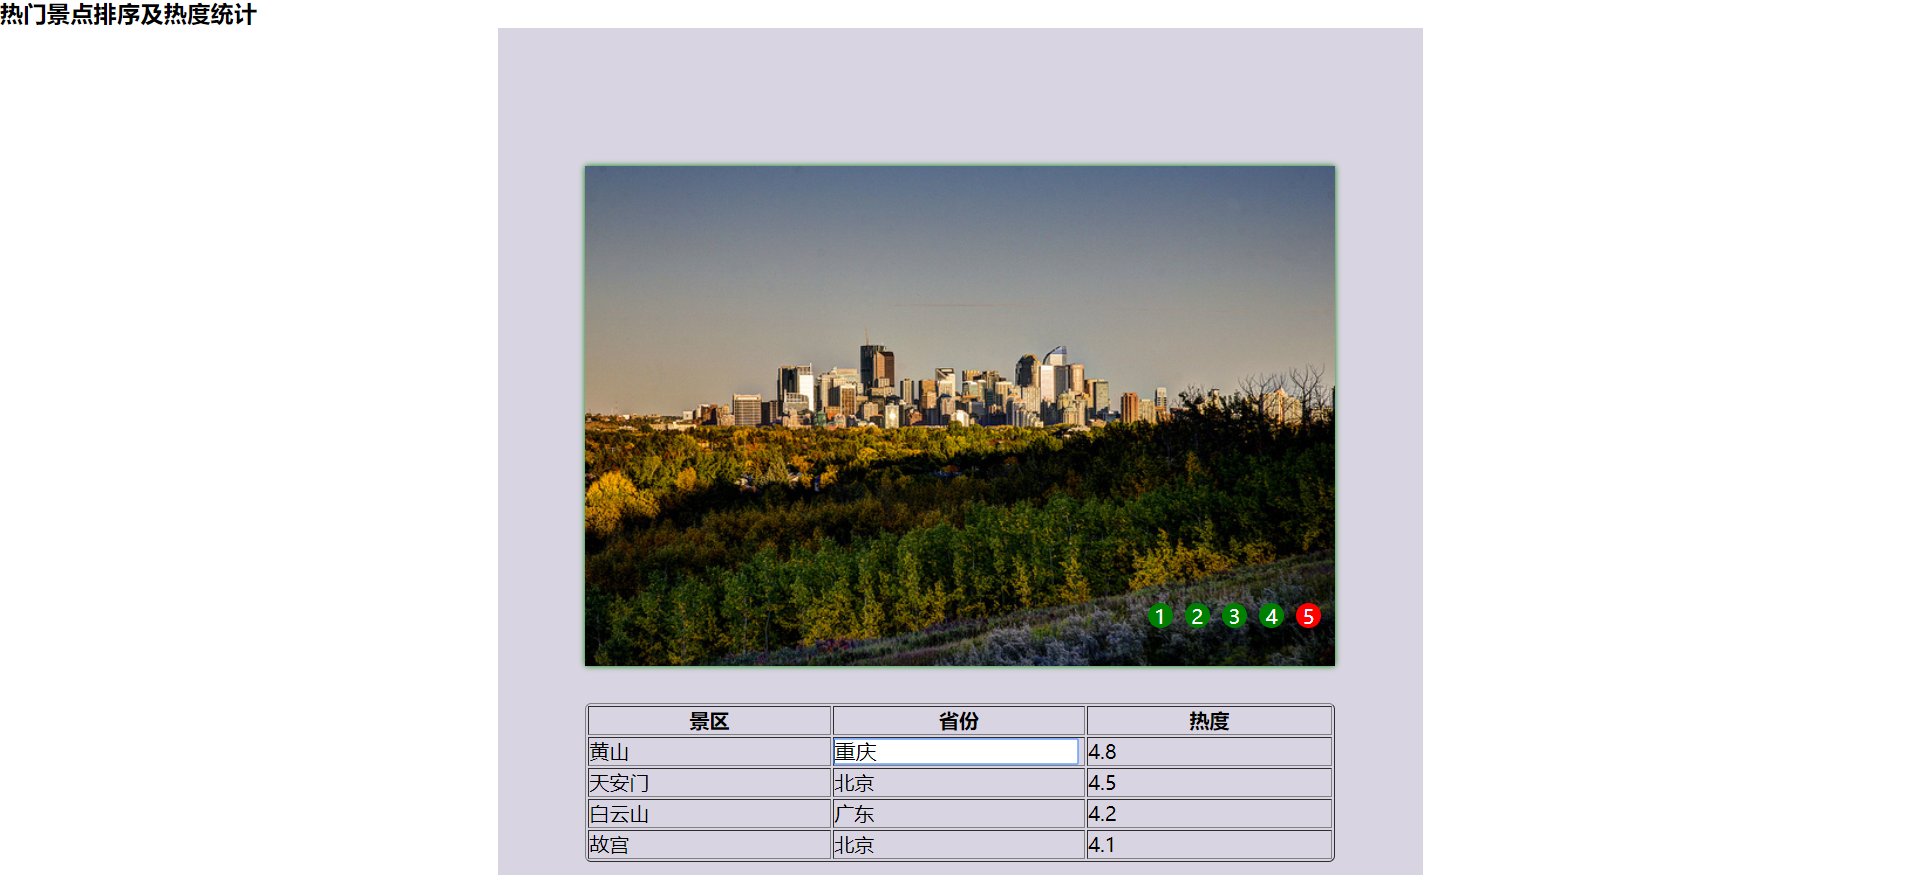 热门景点排序及热度统计
1 2 3 4 5
景区 省份 热度
黄山 重庆 4.8
天安门 北京 4.5
白云山 广东 4.2
故宫 北京 4.1